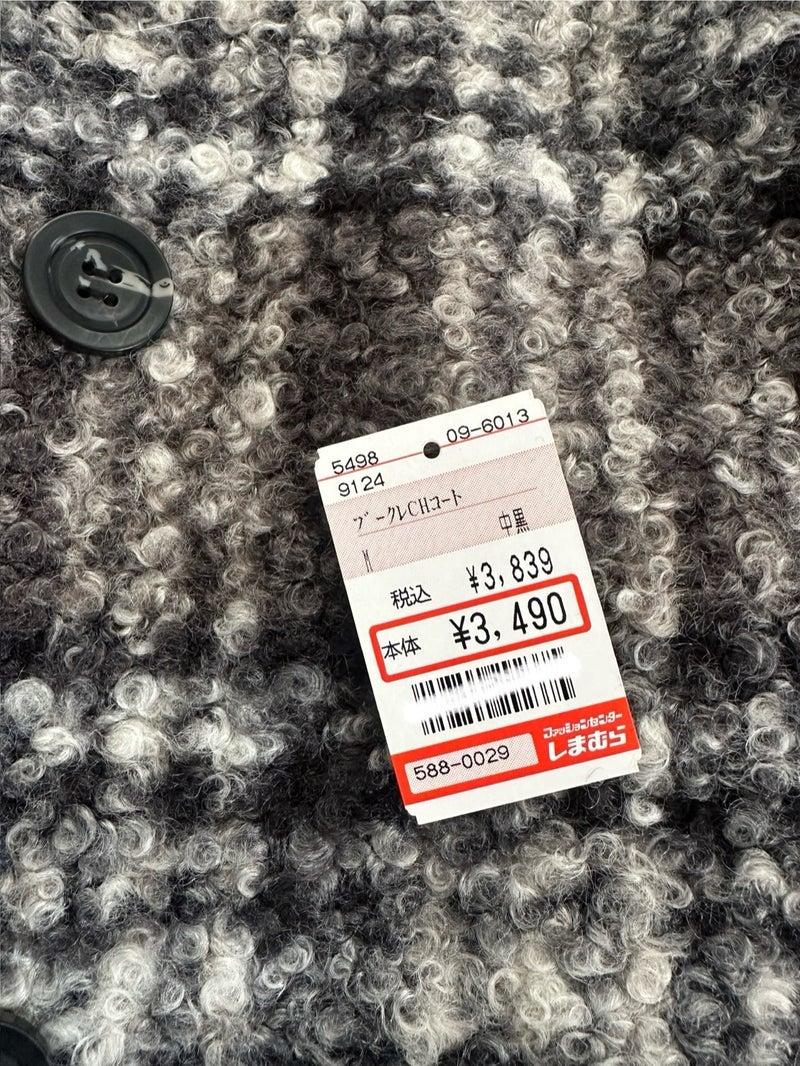 09-6013
5498
9124
ブークレCHコート
M 中黒
税込 ¥3,839
本体 ¥3,490
588-0029
ファッションセンター
しまむら